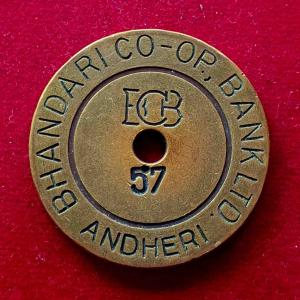 BHANDARI CO-OP., BANK LTD.
BCB
57
ANDHERI